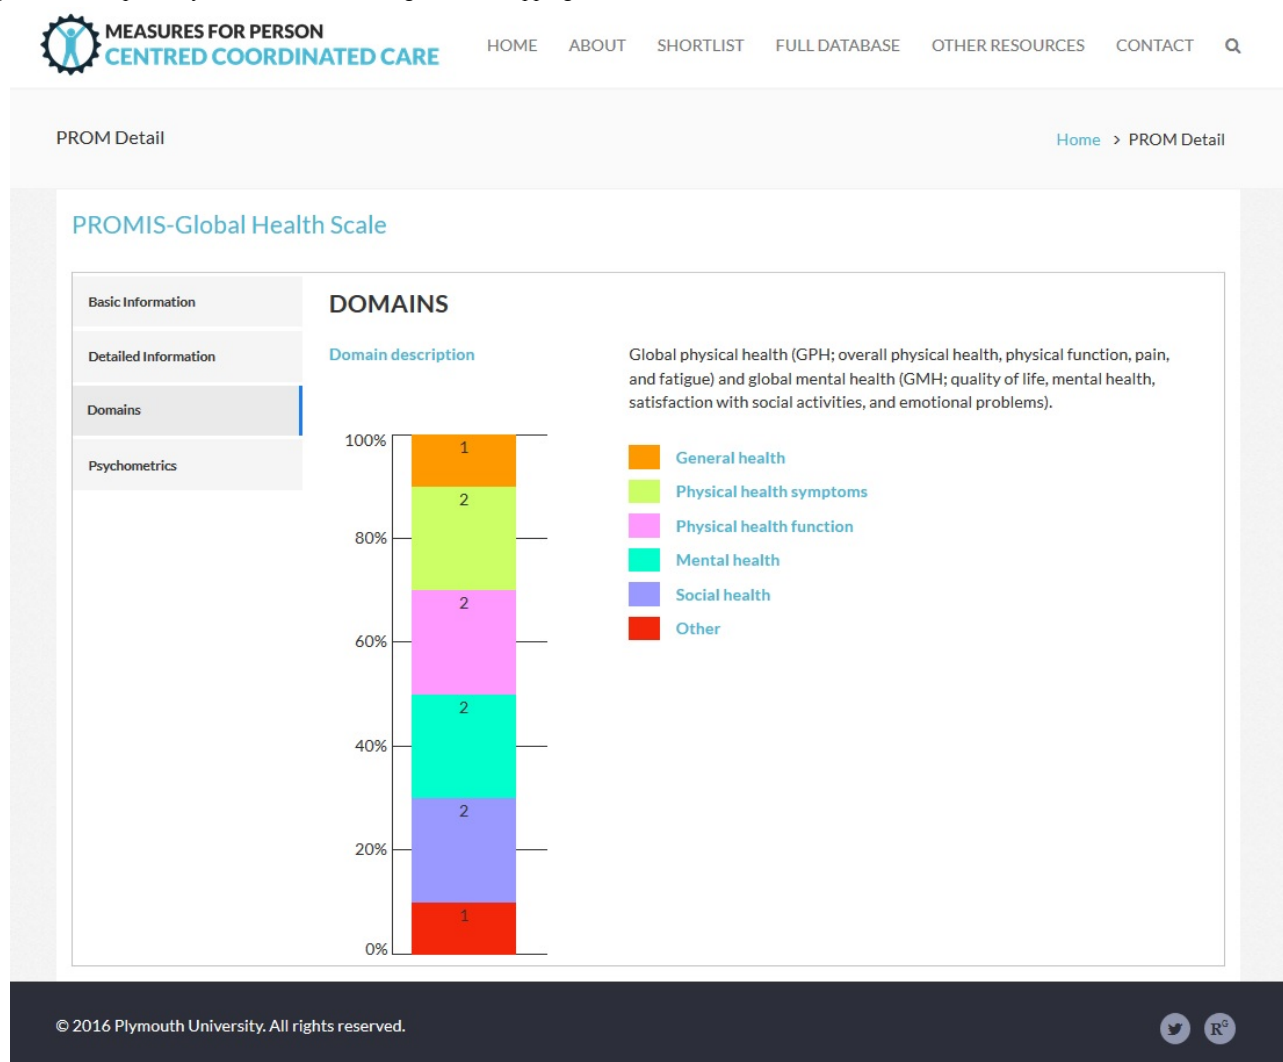 MEASURES FOR PERSON
CENTRED COORDINATED CARE
HOME ABOUT SHORTLIST FULL DATABASE OTHER RESOURCES CONTACT
PROM Detail
Home > PROM Detail
PROMIS-Global Health Scale
Basic Information
Detailed Information
Domains
Psychometrics
DOMAINS
Domain description
Global physical health (GPH; overall physical health, physical function, pain,
and fatigue) and global mental health (GMH; quality of life, mental health,
satisfaction with social activities, and emotional problems).
100%
80%
60%
40%
20%
0%
1
2
2
2
2
1
General health
Physical health symptoms
Physical health function
Mental health
Social health
Other
© 2016 Plymouth University. All rights reserved.
RG